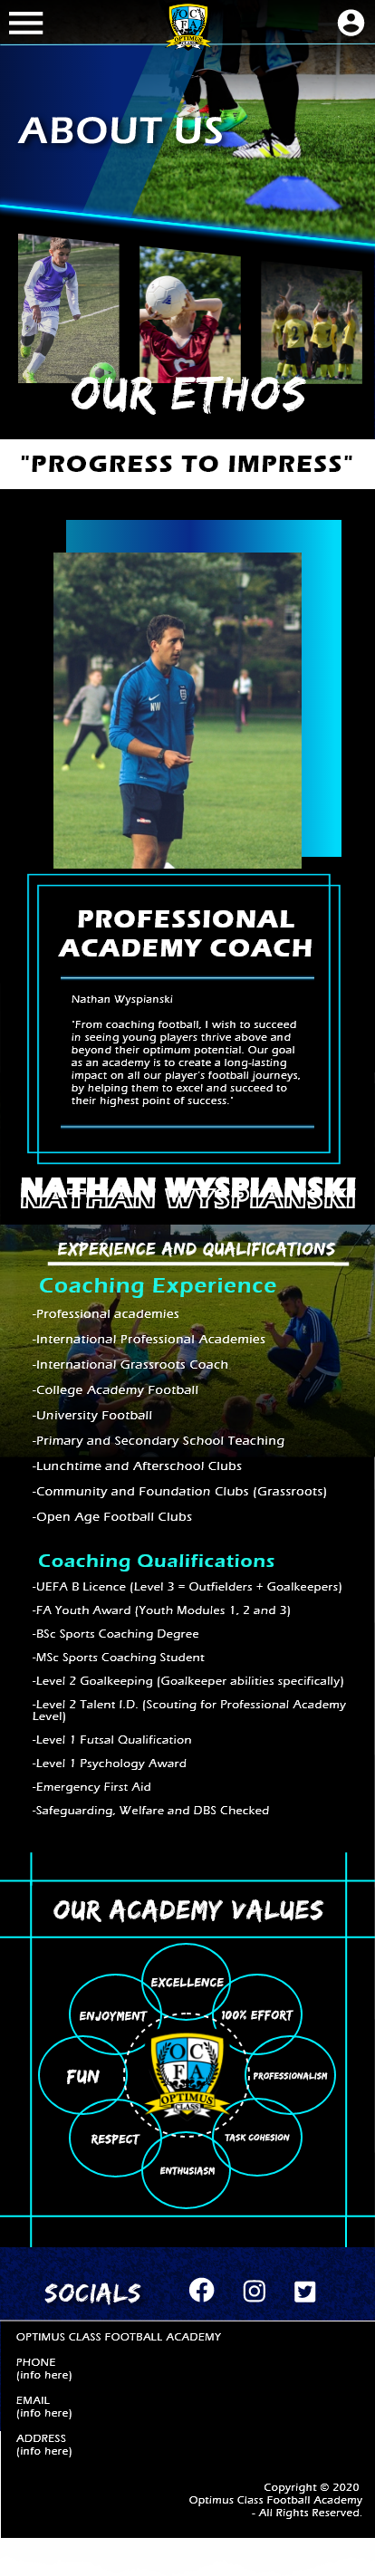 OCFA
OPTIMUS
CLASS
ABOUT US
OUR ETHOS
"PROGRESS TO IMPRESS"
NW
PROFESSIONAL
ACADEMY COACH
Nathan Wyspianski
"From coaching football, I wish to succeed
in seeing young players thrive above and
beyond their optimum potential. Our goal
as an academy is to create a long-lasting
impact on all our player's football journeys,
by helping them to excel and succeed to
their highest point of success."
NATHAN WYSPIANSKI
NATHAN WYSPIANSKI
EXPERIENCE AND QUALIFICATIONS
Coaching Experience
-Professional academies
-International Professional Academies
-International Grassroots Coach
-College Academy Football
-University Football
-Primary and Secondary School Teaching
-Lunchtime and Afterschool Clubs
-Community and Foundation Clubs (Grassroots)
-Open Age Football Clubs
Coaching Qualifications
-UEFA B Licence (Level 3 = Outfielders + Goalkeepers)
-FA Youth Award (Youth Modules 1, 2 and 3)
-BSc Sports Coaching Degree
-MSc Sports Coaching Student
-Level 2 Goalkeeping (Goalkeeper abilities specifically)
-Level 2 Talent I.D. (Scouting for Professional Academy
Level)
-Level 1 Futsal Qualification
-Level 1 Psychology Award
-Emergency First Aid
-Safeguarding, Welfare and DBS Checked
OUR ACADEMY VALUES
EXCELLENCE
ENJOYMENT
100% EFFORT
FUN
OCFA
OPTIMUS
CLASS
PROFESSIONALISM
RESPECT
TASK COHESION
ENTHUSIASM
SOCIALS
OPTIMUS CLASS FOOTBALL ACADEMY
PHONE
(info here)
EMAIL
(info here)
ADDRESS
(info here)
Copyright © 2020
Optimus Class Football Academy
- All Rights Reserved.